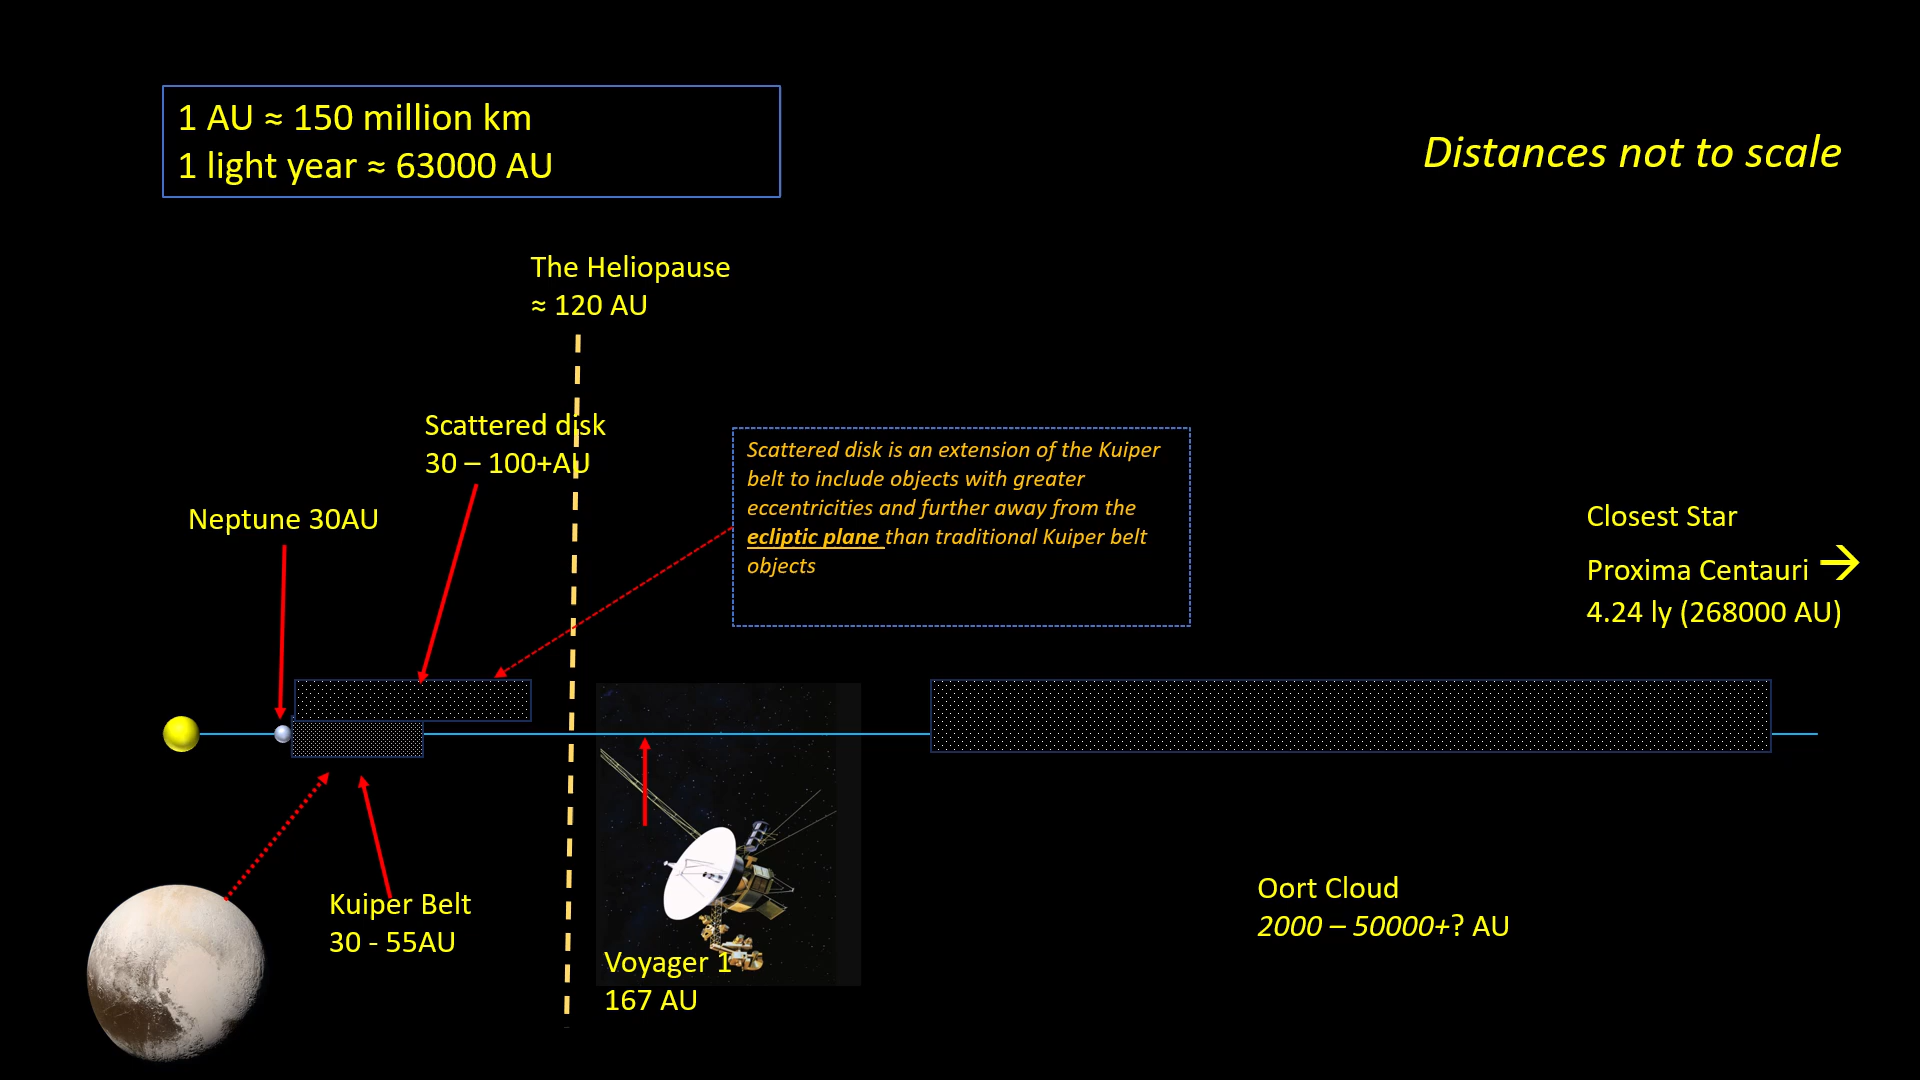 1 AU ≈ 150 million km
1 light year ≈ 63000 AU
Distances not to scale
The Heliopause
≈ 120 AU
Scattered disk
30 – 100+AU
Scattered disk is an extension of the Kuiper
belt to include objects with greater
eccentricities and further away from the
ecliptic plane than traditional Kuiper belt
objects
Neptune 30AU
Closest Star
Proxima Centauri →
4.24 ly (268000 AU)
Kuiper Belt
30 - 55AU
Voyager 1
167 AU
Oort Cloud
2000 – 50000+? AU